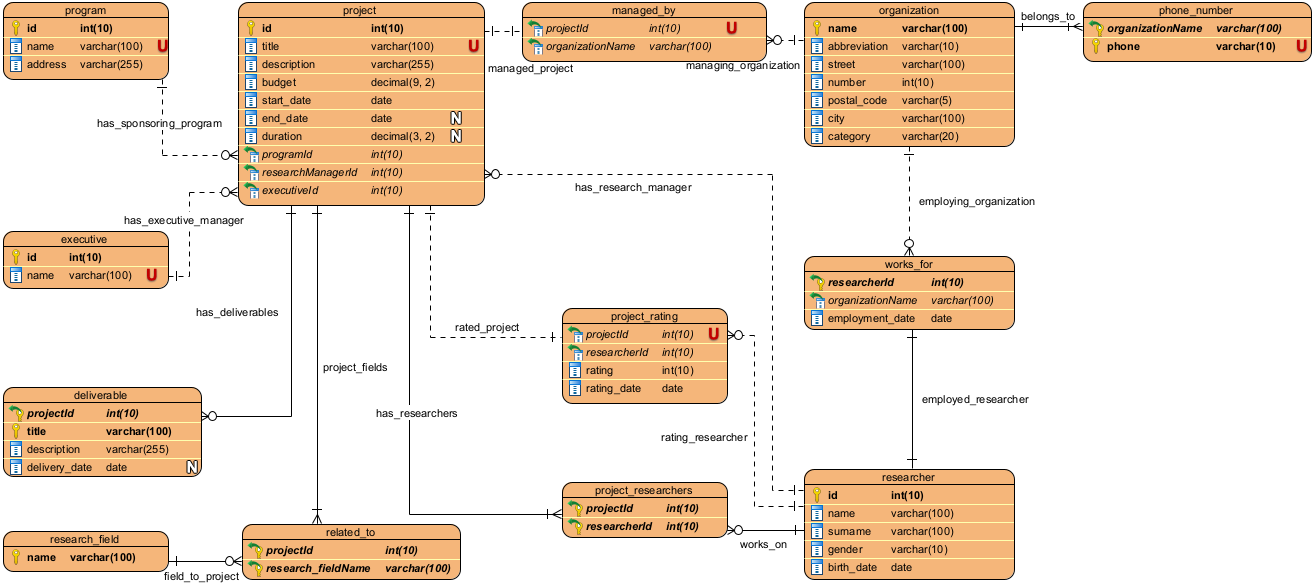 program
id int(10)
name varchar(100) U
address varchar(255)
project
id int(10)
title varchar(100) U
description varchar(255)
budget decimal(9, 2)
start_date date
end_date date N
duration decimal(3, 2) N
programId int(10)
researchManagerId int(10)
executiveId int(10)
managed_by
projectId int(10) U
organizationName varchar(100)
organization
name varchar(100)
abbreviation varchar(10)
street varchar(100)
number int(10)
postal_code varchar(5)
city varchar(100)
category varchar(20)
belongs_to
phone_number
organizationName varchar(100)
phone varchar(10) U
managed_project
managing_organization
has_sponsoring_program
has_research_manager
employing_organization
has_executive_manager
executive
id int(10)
name varchar(100) U
works_for
researcherId int(10)
organizationName varchar(100)
employment_date date
has_deliverables
rated_project
project_rating
projectId int(10) U
researcherId int(10)
rating int(10)
rating_date date
project_fields
has_researchers
employed_researcher
rating_researcher
deliverable
projectId int(10)
title varchar(100)
description varchar(255)
delivery_date date N
project_researchers
projectId int(10)
researcherId int(10)
works_on
researcher
id int(10)
name varchar(100)
surname varchar(100)
gender varchar(10)
birth_date date
research_field
name varchar(100)
field_to_project
related_to
projectId int(10)
research_fieldName varchar(100)